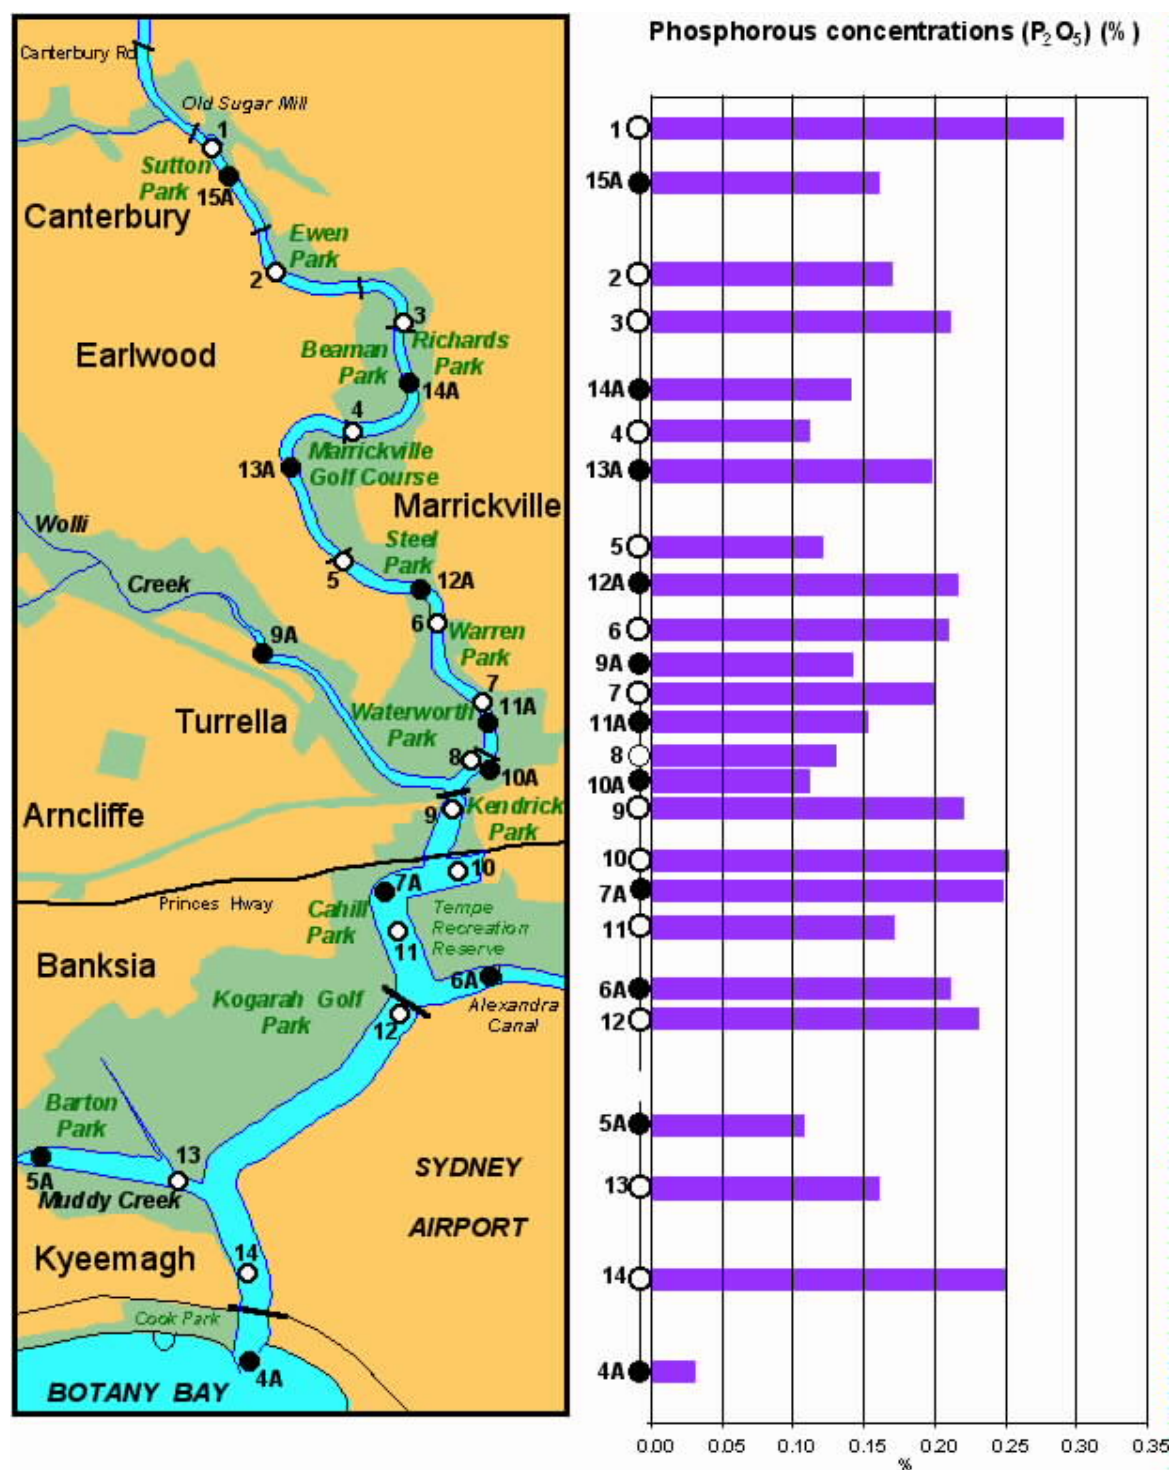 Phosphorous concentrations (P2O5) (%)
Canterbury Rd
Old Sugar Mill
1
Sutton
Park
15A
Canterbury
Ewen
Park
2
3
Richards
Park
Beaman
Park
Earlwood
14A
4
Marrickville
Golf Course
13A
Marrickville
Wolli
Creek
Steel
Park
5
12A
6
Warren
Park
9A
7
11A
Waterworth
Park
Turrella
8
10A
Arncliffe
9
Kendrick
Park
10
7A
Princes Hway
Cahill
Park
Tempe
Recreation
Reserve
11
Banksia
6A
Kogarah Golf
Park
12
Alexandra
Canal
Barton
Park
13
5A
Muddy Creek
SYDNEY
AIRPORT
Kyeemagh
14
Cook Park
4A
BOTANY BAY
1
15A
2
3
14A
4
13A
5
12A
6
9A
7
11A
8
10A
9
10
7A
11
6A
12
5A
13
14
4A
0.00 0.05 0.10 0.15 0.20 0.25 0.30 0.35
%